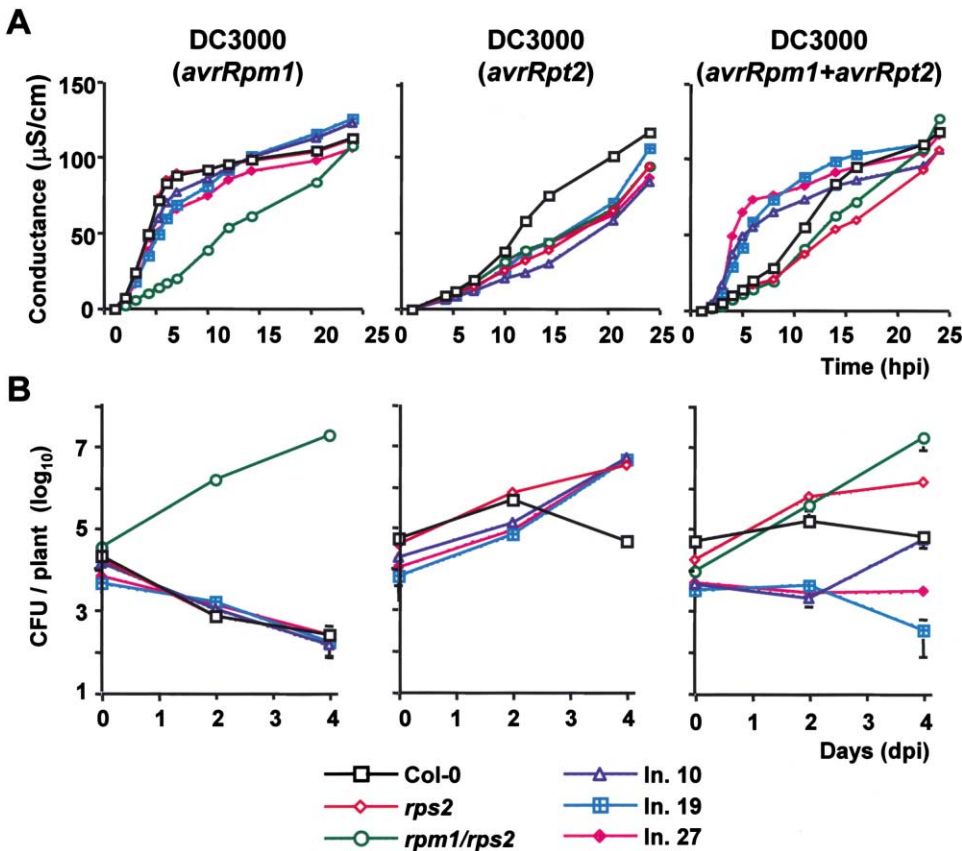 A
DC3000
(avrRpm1)
DC3000
(avrRpt2)
DC3000
(avrRpm1+avrRpt2)
Conductance (µS/cm)
150
100
50
0
0 5 10 15 20 25
0 5 10 15 20 25
0 5 10 15 20 25
Time (hpi)
B
CFU / plant (log10)
7
5
3
1
0 1 2 3 4
0 1 2 3 4
0 1 2 3 4
Days (dpi)
Col-0
rps2
rpm1/rps2
ln. 10
ln. 19
ln. 27